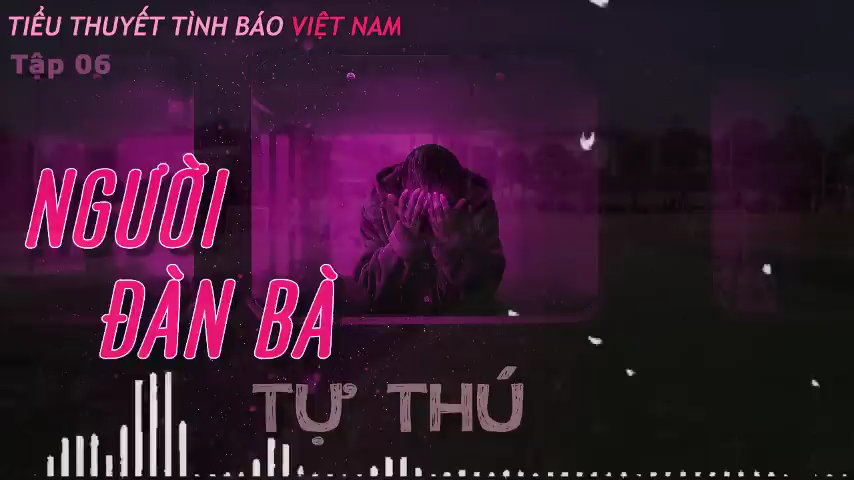 TIỂU THUYẾT TÌNH BÁO VIỆT NAM
Tập 06
NGƯỜI
ĐÀN BÀ
TỰ THÚ